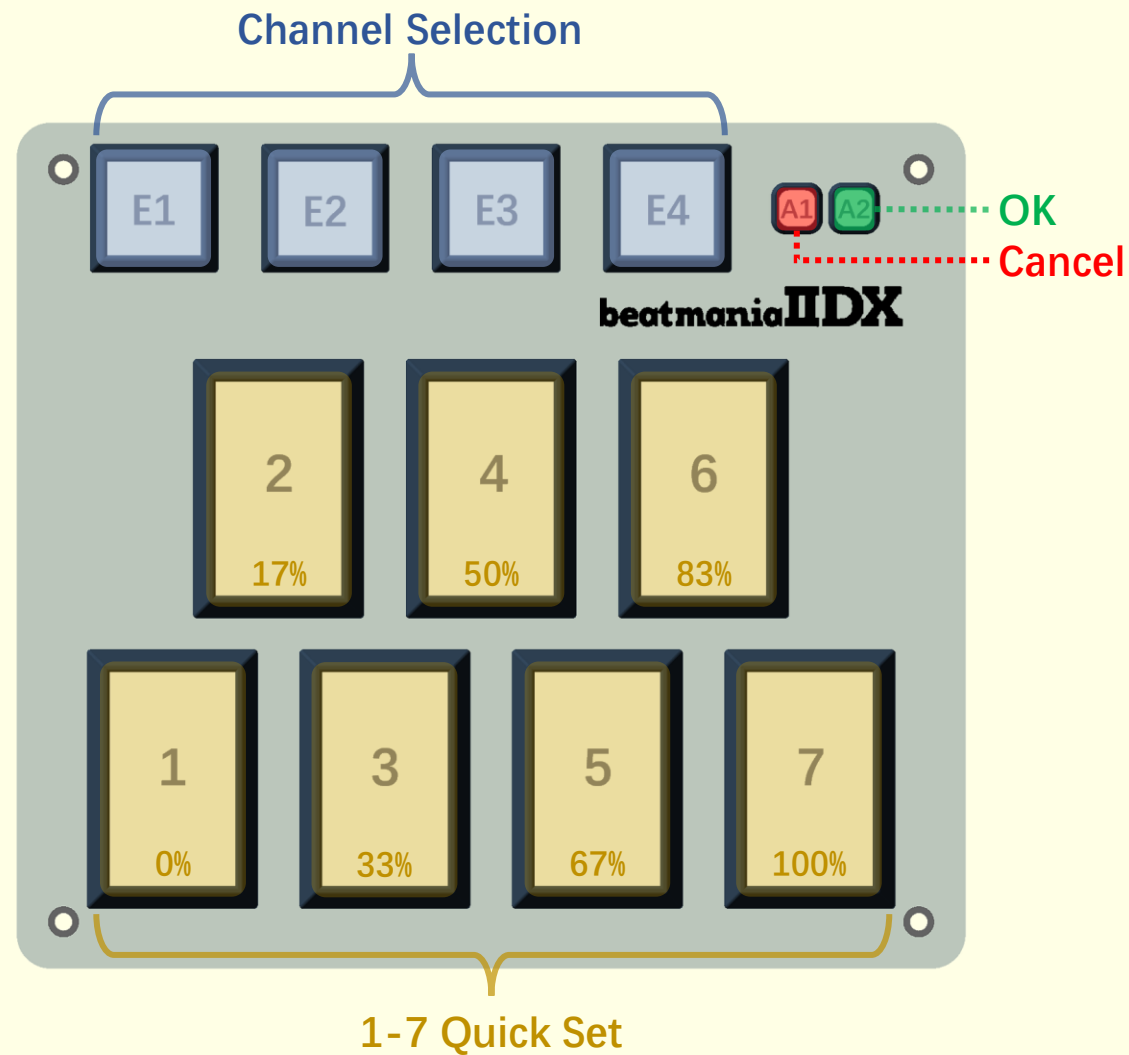 Channel Selection
E1 E2 E3 E4 A1 A2 OK
Cancel
beatmania IIDX
2 4 6
17% 50% 83%
1 3 5 7
0% 33% 67% 100%
1-7 Quick Set